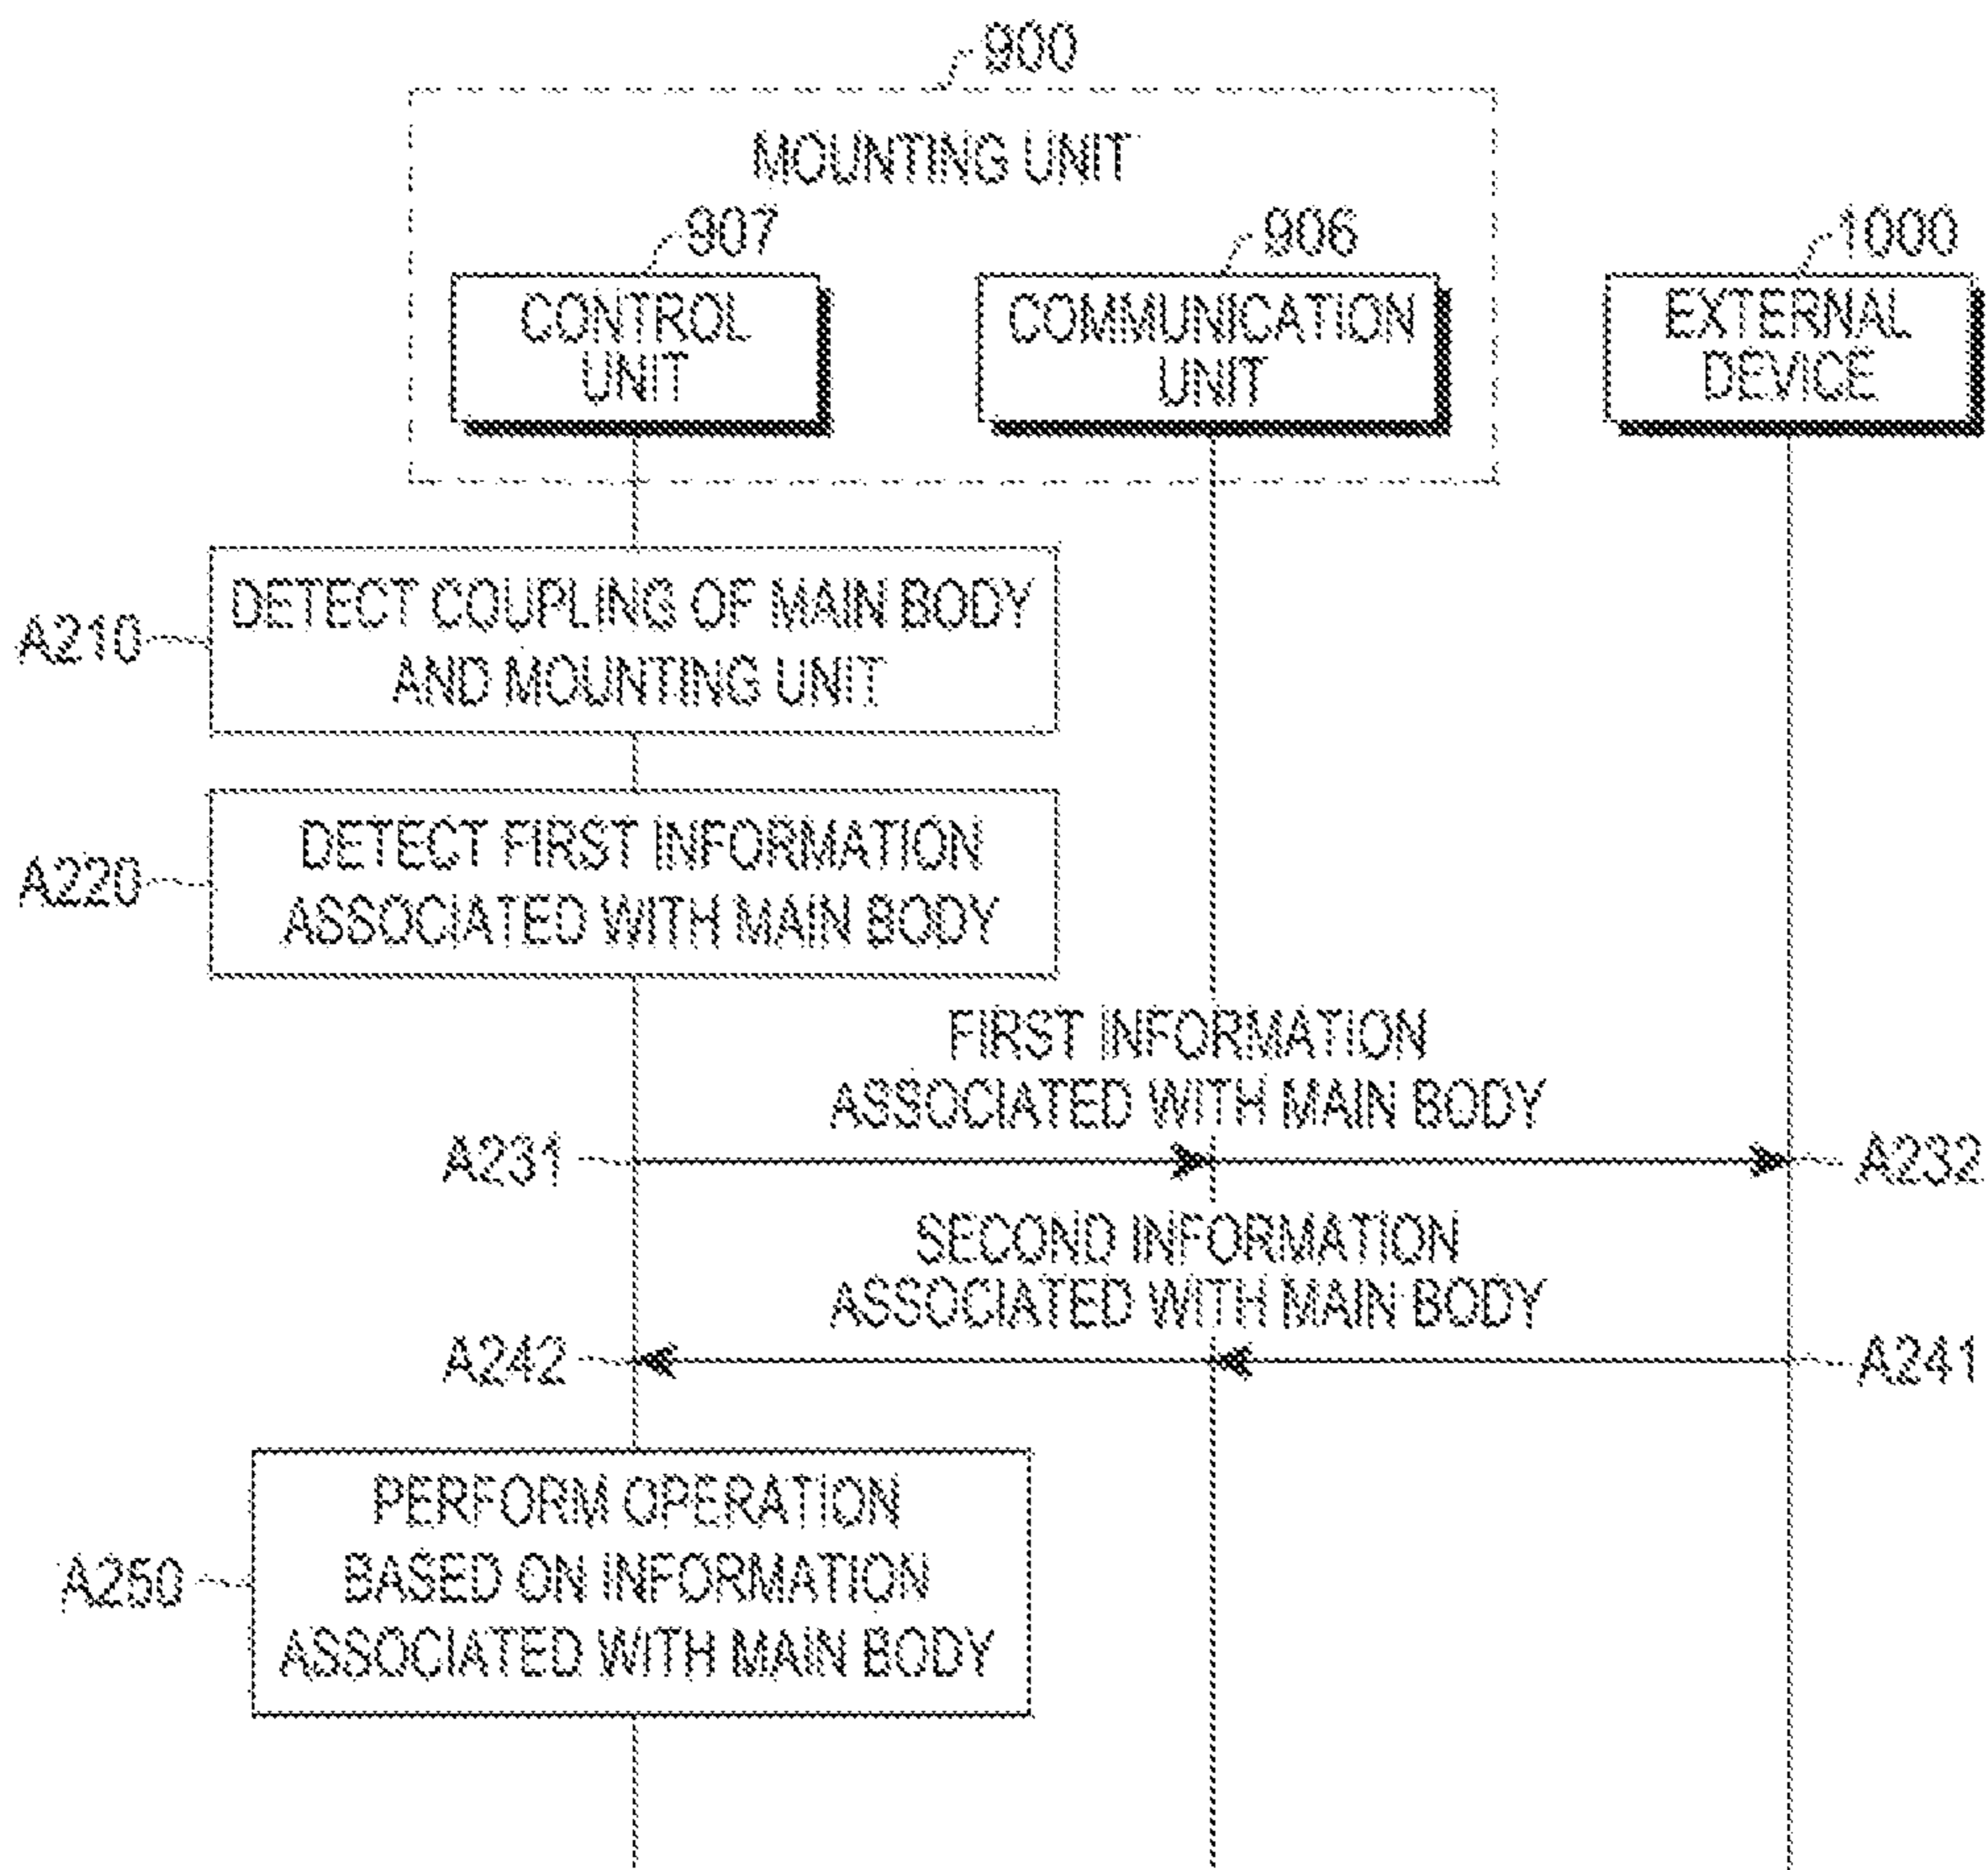 900
MOUNTING UNIT
907
906
1000
CONTROL
UNIT
COMMUNICATION
UNIT
EXTERNAL
DEVICE
A210
DETECT COUPLING OF MAIN BODY
AND MOUNTING UNIT
A220
DETECT FIRST INFORMATION
ASSOCIATED WITH MAIN BODY
FIRST INFORMATION
ASSOCIATED WITH MAIN BODY
A231
A232
SECOND INFORMATION
ASSOCIATED WITH MAIN BODY
A242
A241
A250
PERFORM OPERATION
BASED ON INFORMATION
ASSOCIATED WITH MAIN BODY